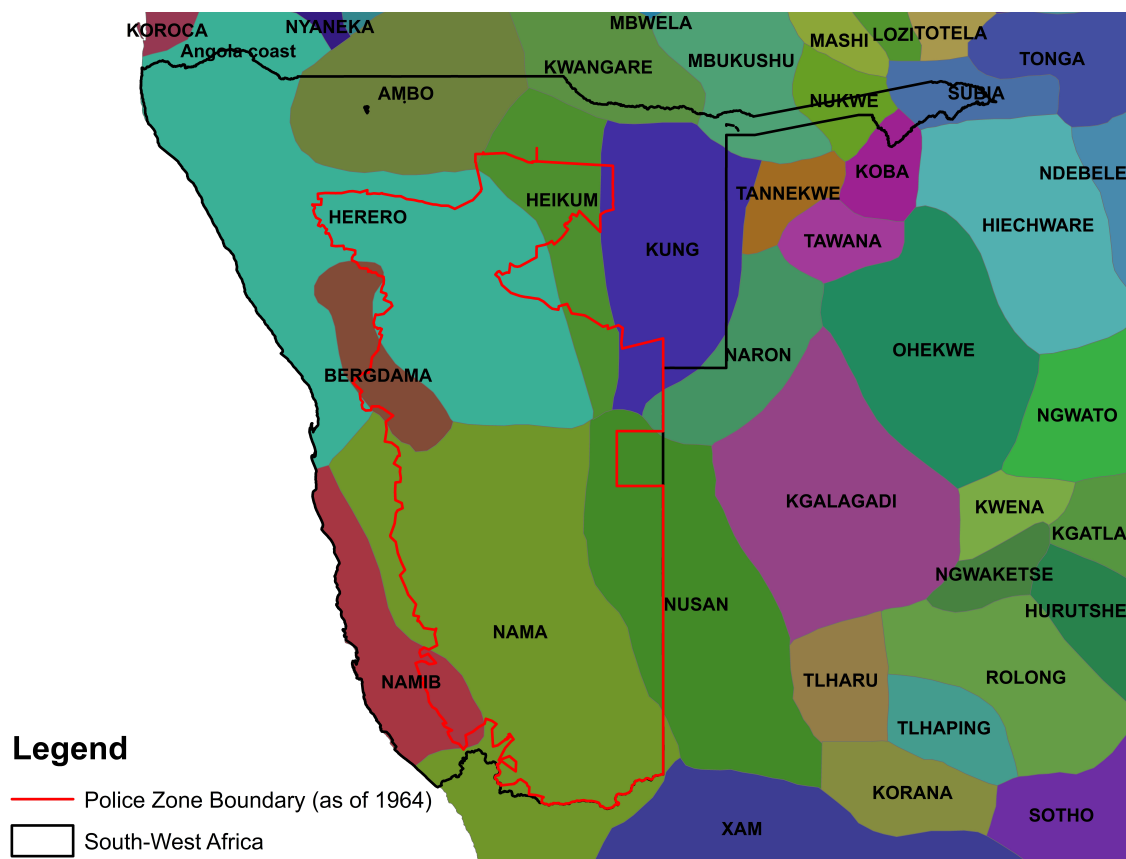 KOROCA
NYANEKA
MBWELA
MASHI
LOZI
TOTELA
Angola coast
KWANGARE
MBUKUSHU
TONGA
AMBO
NUKWE
SUBIA
HEIKUM
TANNEKWE
KOBA
NDEBELE
HERERO
KUNG
TAWANA
HIECHWARE
BERGDAMA
NARON
OHEKWE
NGWATO
KGALAGADI
KWENA
KGATLA
NGWAKETSE
NAMA
NUSAN
HURUTSHE
NAMIB
TLHARU
ROLONG
TLHAPING
KORANA
XAM
SOTHO
Legend
Police Zone Boundary (as of 1964)
South-West Africa